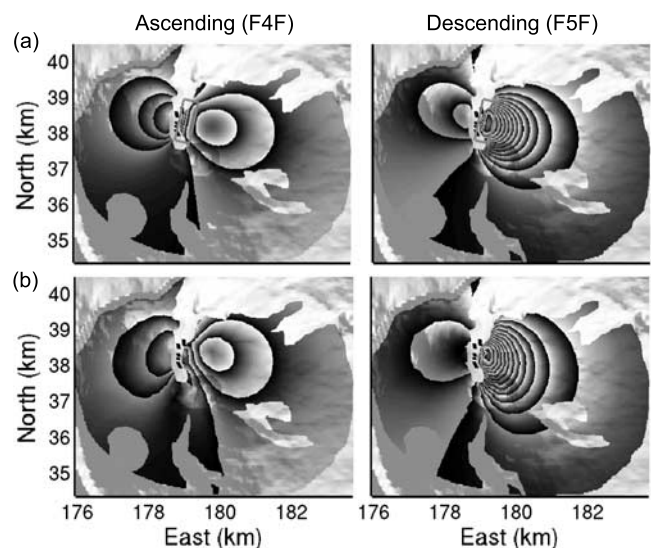 Ascending (F4F) Descending (F5F)
(a)
40
39
38
37
36
35
North (km)
(b)
40
39
38
37
36
35
North (km)
176 178 180 182 176 178 180 182
East (km) East (km)